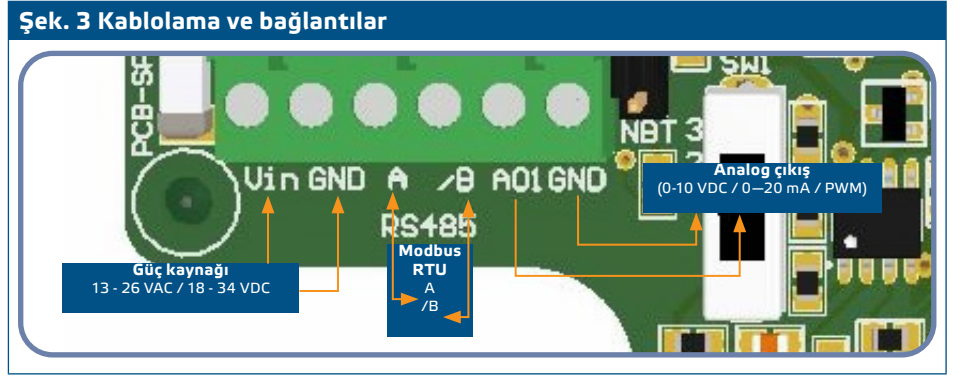 Şek. 3 Kablolama ve bağlantılar
PCB-SF
SW1
NBT 3
2
Vin GND A /B AO1 GND
RS485
Analog çıkış
(0-10 VDC / 0—20 mA / PWM)
Modbus
RTU
A
/B
Güç kaynağı
13 - 26 VAC / 18 - 34 VDC